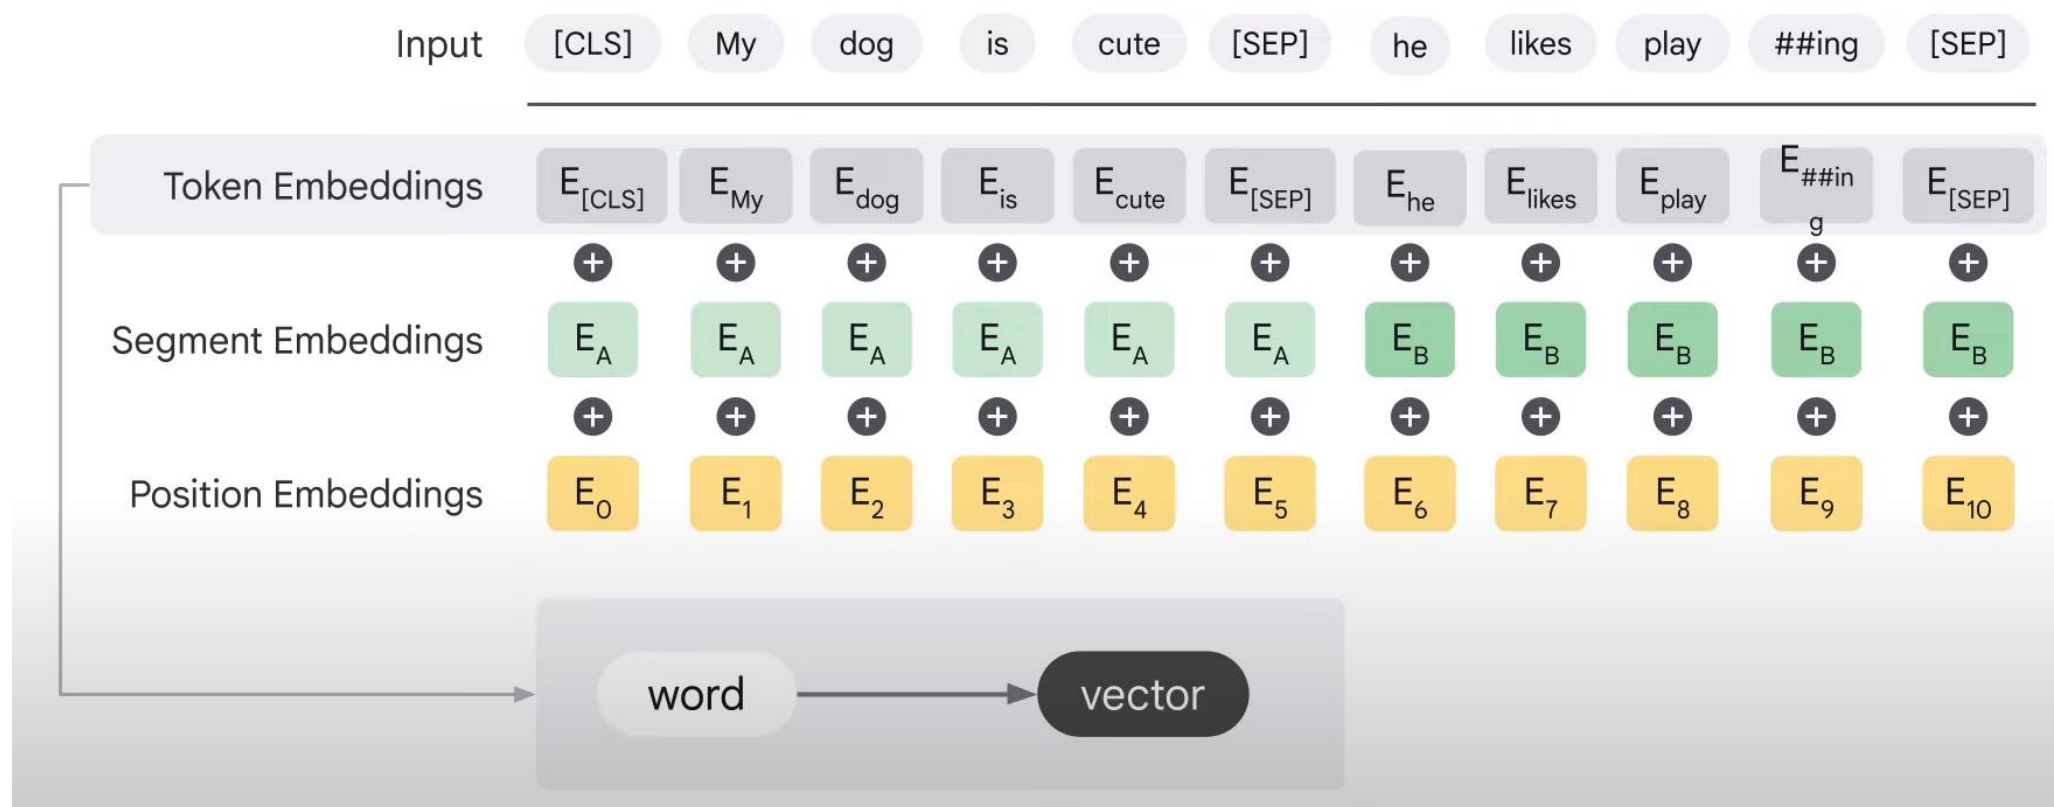 Input [CLS] My dog is cute [SEP] he likes play ##ing [SEP]
Token Embeddings E[CLS] EMy Edog Eis Ecute E[SEP] Ehe Elikes Eplay E##ing E[SEP]
+ + + + + + + + + + +
Segment Embeddings EA EA EA EA EA EA EB EB EB EB EB
+ + + + + + + + + + +
Position Embeddings E0 E1 E2 E3 E4 E5 E6 E7 E8 E9 E10
word vector